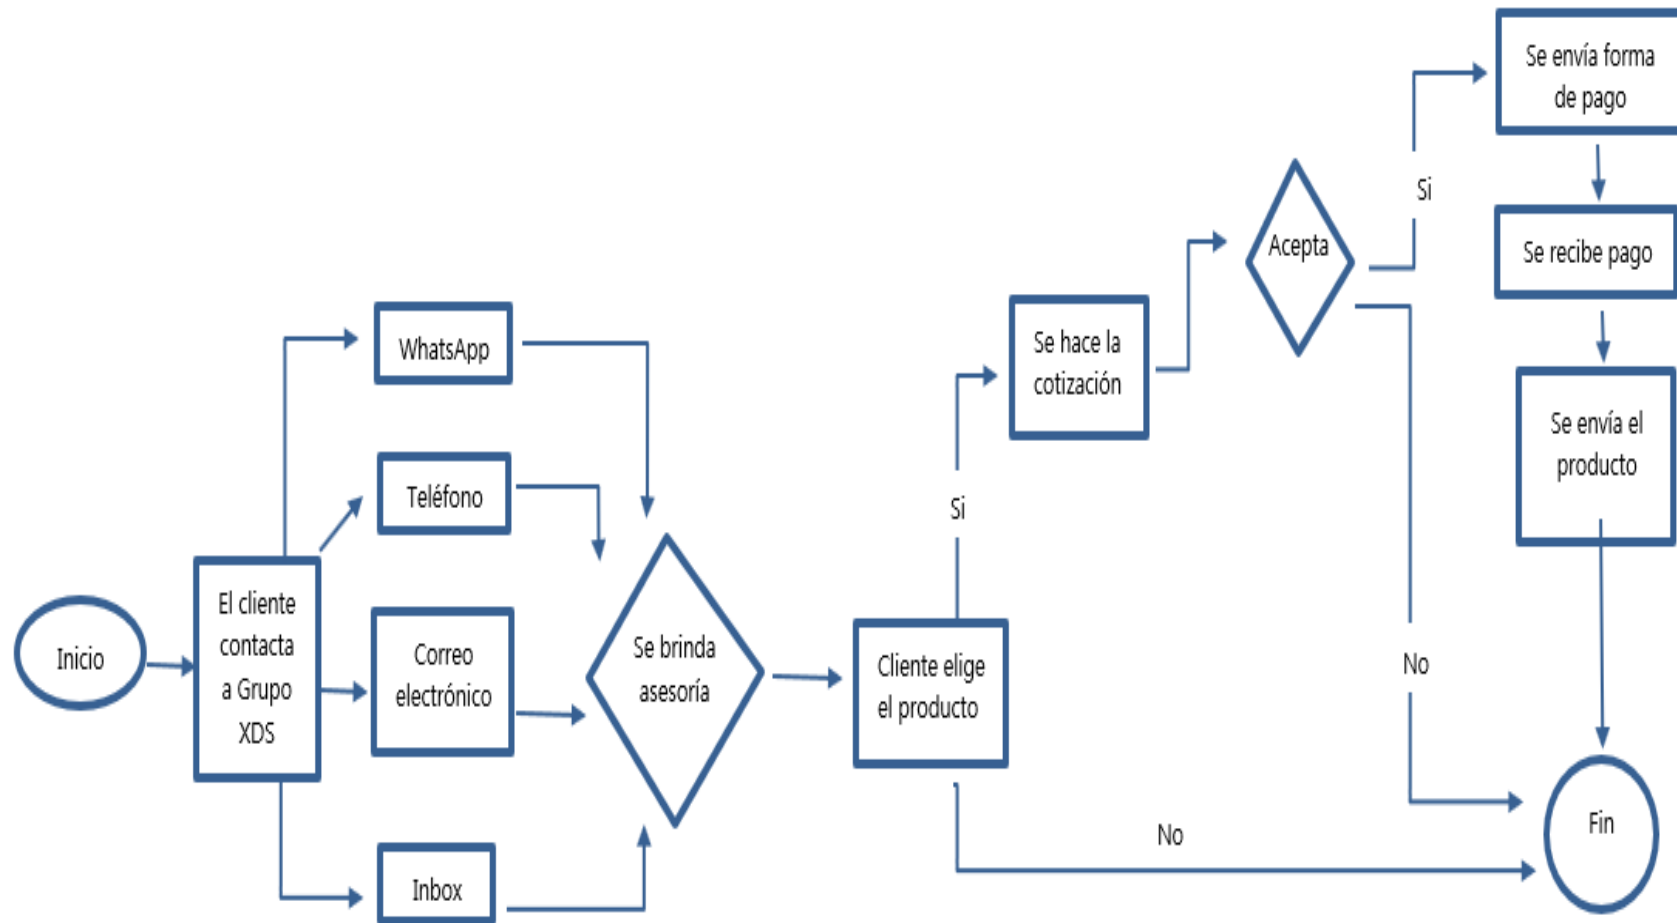 Inicio
El cliente
contacta
a Grupo
XDS
WhatsApp
Teléfono
Correo
electrónico
Inbox
Se brinda
asesoría
Cliente elige
el producto
Si
No
Se hace la
cotización
Acepta
Si
No
Se envía forma
de pago
Se recibe pago
Se envía el
producto
Fin